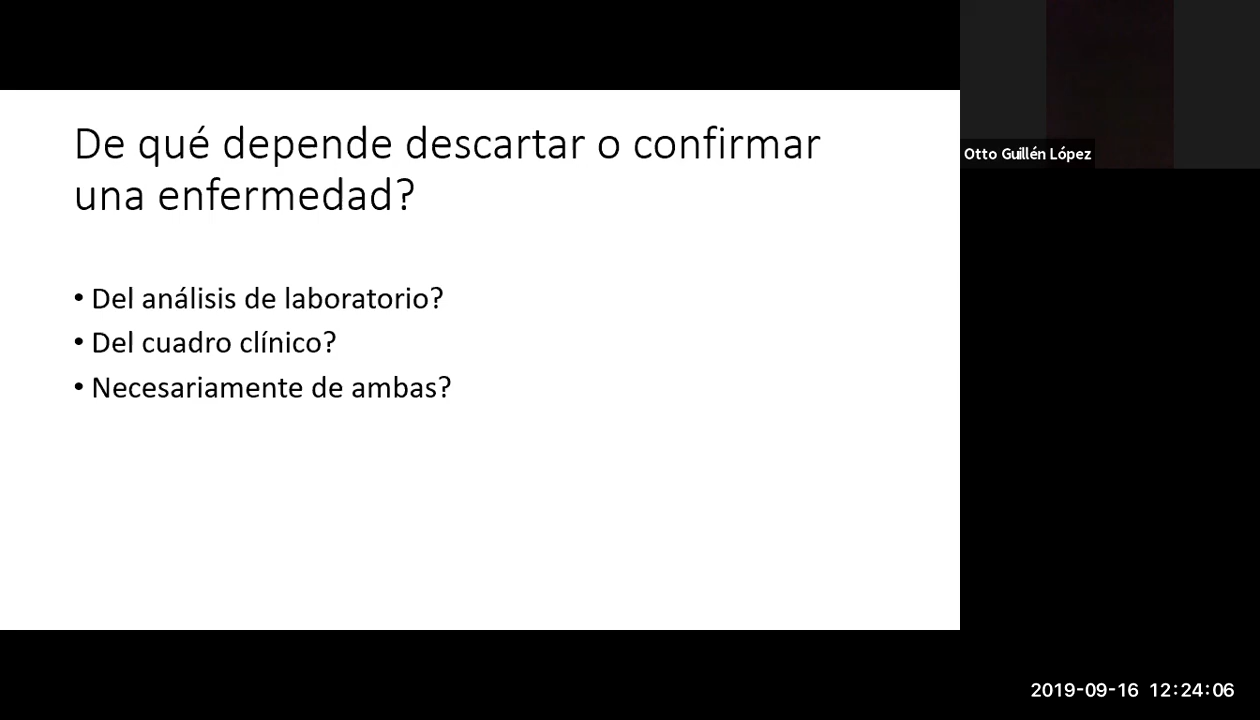 De qué depende descartar o confirmar
una enfermedad?
• Del análisis de laboratorio?
• Del cuadro clínico?
• Necesariamente de ambas?
Otto Guillén López
2019-09-16 12:24:06